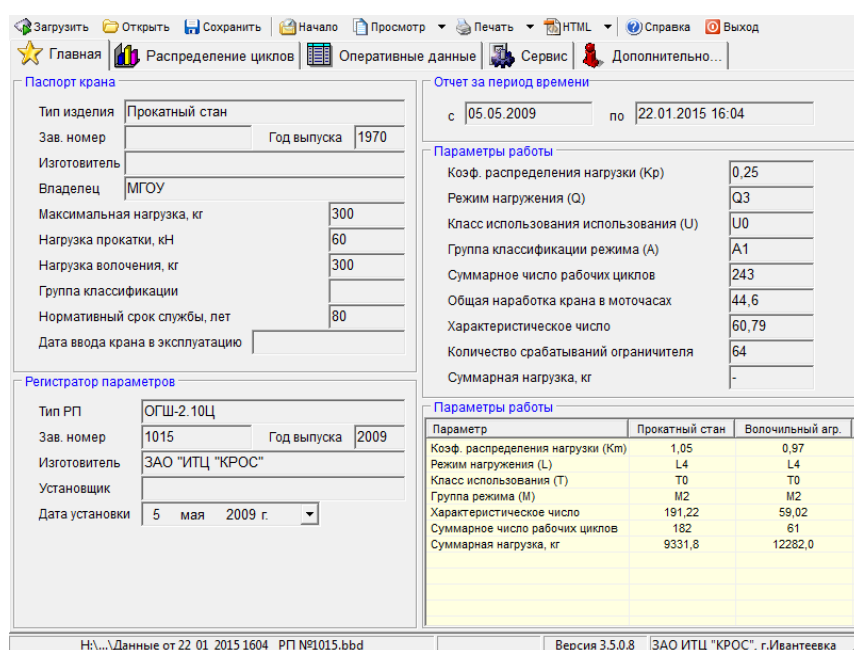 Загрузить Открыть Сохранить Начало Просмотр Печать HTML Справка Выход
Главная Распределение циклов Оперативные данные Сервис Дополнительно...
Паспорт крана
Тип изделия Прокатный стан
Зав. номер Год выпуска 1970
Изготовитель
Владелец МГОУ
Максимальная нагрузка, кг 300
Нагрузка прокатки, кН 60
Нагрузка волочения, кг 300
Группа классификации
Нормативный срок службы, лет 80
Дата ввода крана в эксплуатацию
Регистратор параметров
Тип РП ОГШ-2.10Ц
Зав. номер 1015 Год выпуска 2009
Изготовитель ЗАО "ИТЦ "КРОС"
Установщик
Дата установки 5 мая 2009 г.
Отчет за период времени
с 05.05.2009 по 22.01.2015 16:04
Параметры работы
Коэф. распределения нагрузки (Кр) 0,25
Режим нагружения (Q) Q3
Класс использования использования (U) U0
Группа классификации режима (А) A1
Суммарное число рабочих циклов 243
Общая наработка крана в моточасах 44,6
Характеристическое число 60,79
Количество срабатываний ограничителя 64
Суммарная нагрузка, кг -
Параметры работы
Параметр Прокатный стан Волочильный агр.
Коэф. распределения нагрузки (Km) 1,05 0,97
Режим нагружения (L) L4 L4
Класс использования (T) T0 T0
Группа режима (M) M2 M2
Характеристическое число 191,22 59,02
Суммарное число рабочих циклов 182 61
Суммарная нагрузка, кг 9331,8 12282,0
H:\...\Данные от 22_01_2015 1604_ РП №1015.bbd Версия 3.5.0.8 ЗАО ИТЦ "КРОС", г.Ивантеевка